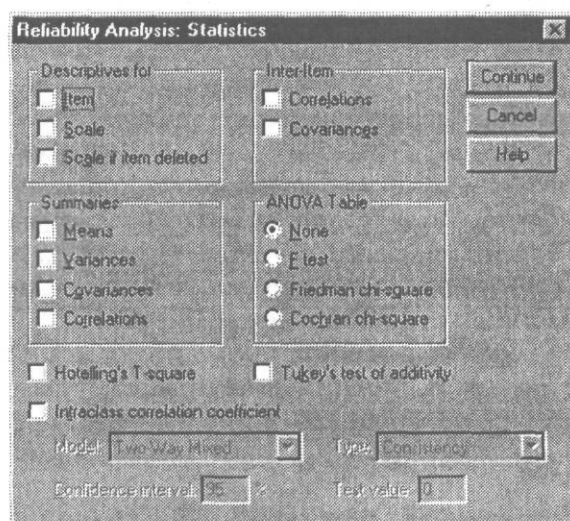 Reliability Analysis: Statistics
Descriptives for
Item
Scale
Scale if item deleted
Inter-Item
Correlations
Covariances
Continue
Cancel
Help
Summaries
Means
Variances
Covariances
Correlations
ANOVA Table
None
F test
Friedman chi-square
Cochran chi-square
Hotelling's T-square
Tukey's test of additivity
Intraclass correlation coefficient
Model: Two Way Mixed
Type: Consistency
Confidence interval: 95 %
Test value: 0